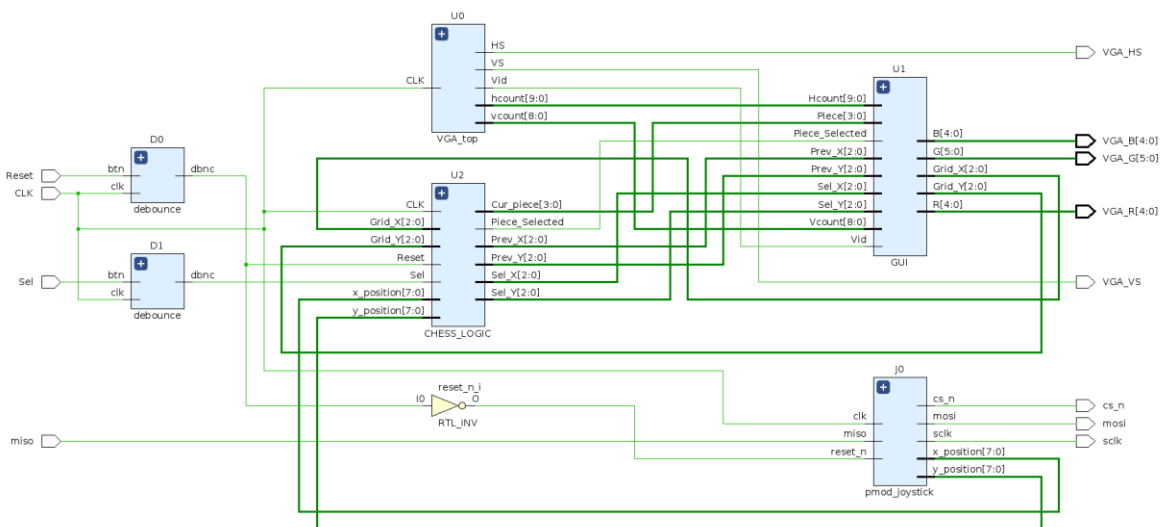 U0
HS
VS
Vid
hcount[9:0]
vcount[8:0]
CLK
VGA_top
VGA_HS
U1
Hcount[9:0]
Piece[3:0]
Piece_Selected
Prev_X[2:0]
Prev_Y[2:0]
Sel_X[2:0]
Sel_Y[2:0]
Vcount[8:0]
Vid
B[4:0]
G[5:0]
Grid_X[2:0]
Grid_Y[2:0]
R[4:0]
GUI
VGA_B[4:0]
VGA_G[5:0]
VGA_R[4:0]
VGA_VS
D0
Reset
CLK
btn
clk
dbnc
debounce
D1
Sel
btn
clk
dbnc
debounce
U2
CLK
Grid_X[2:0]
Grid_Y[2:0]
Reset
Sel
x_position[7:0]
y_position[7:0]
Cur_piece[3:0]
Piece_Selected
Prev_X[2:0]
Prev_Y[2:0]
Sel_X[2:0]
Sel_Y[2:0]
CHESS_LOGIC
reset_n_i
I0
O
RTL_INV
miso
J0
clk
miso
reset_n
cs_n
mosi
sclk
x_position[7:0]
y_position[7:0]
pmod_joystick
cs_n
mosi
sclk